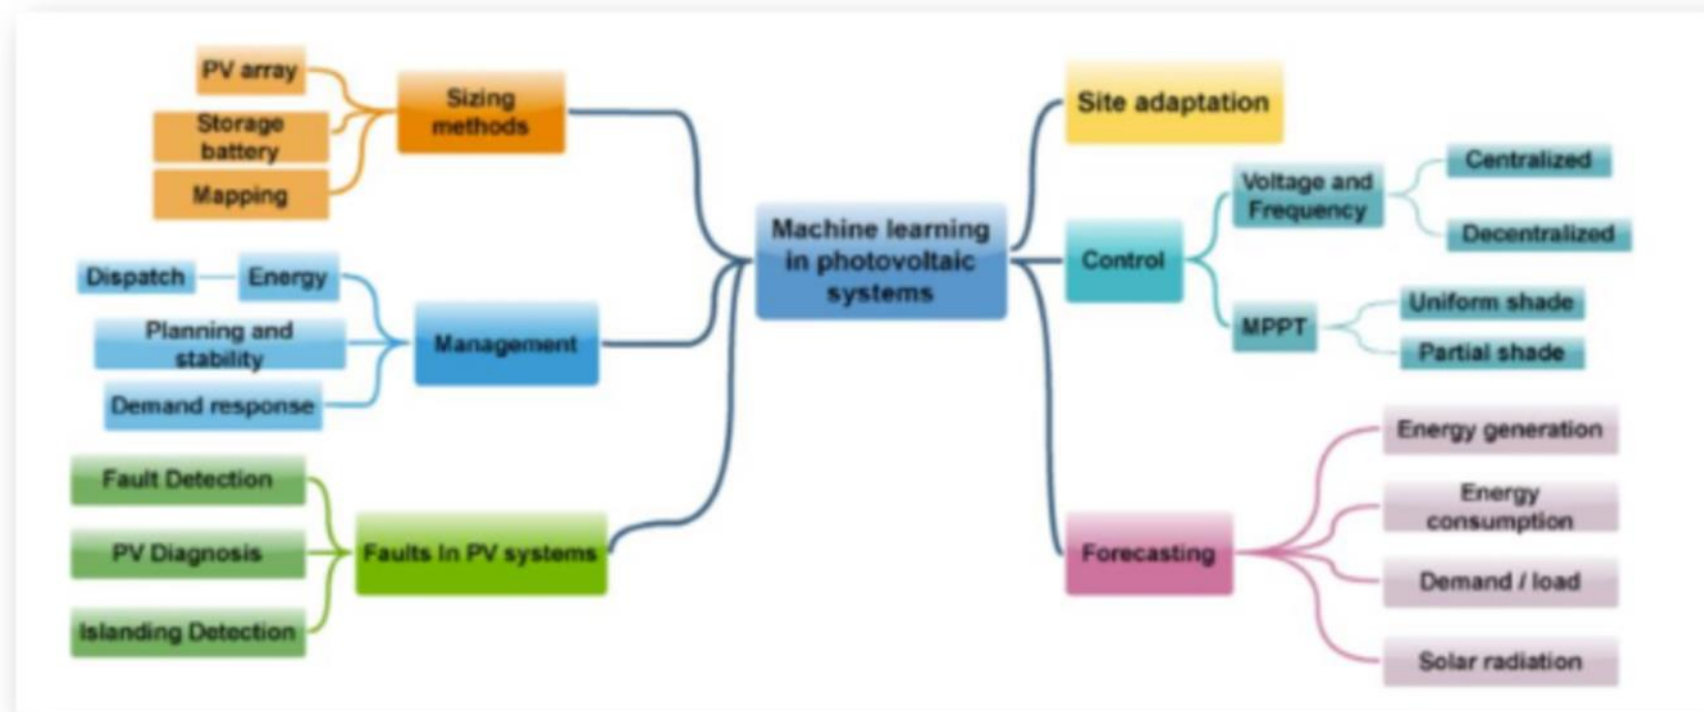 PV array
Storage
battery
Mapping
Sizing
methods
Dispatch
Energy
Planning and
stability
Demand response
Management
Fault Detection
PV Diagnosis
Islanding Detection
Faults In PV systems
Machine learning
in photovoltaic
systems
Site adaptation
Control
Voltage and
Frequency
Centralized
Decentralized
MPPT
Uniform shade
Partial shade
Forecasting
Energy generation
Energy
consumption
Demand / load
Solar radiation